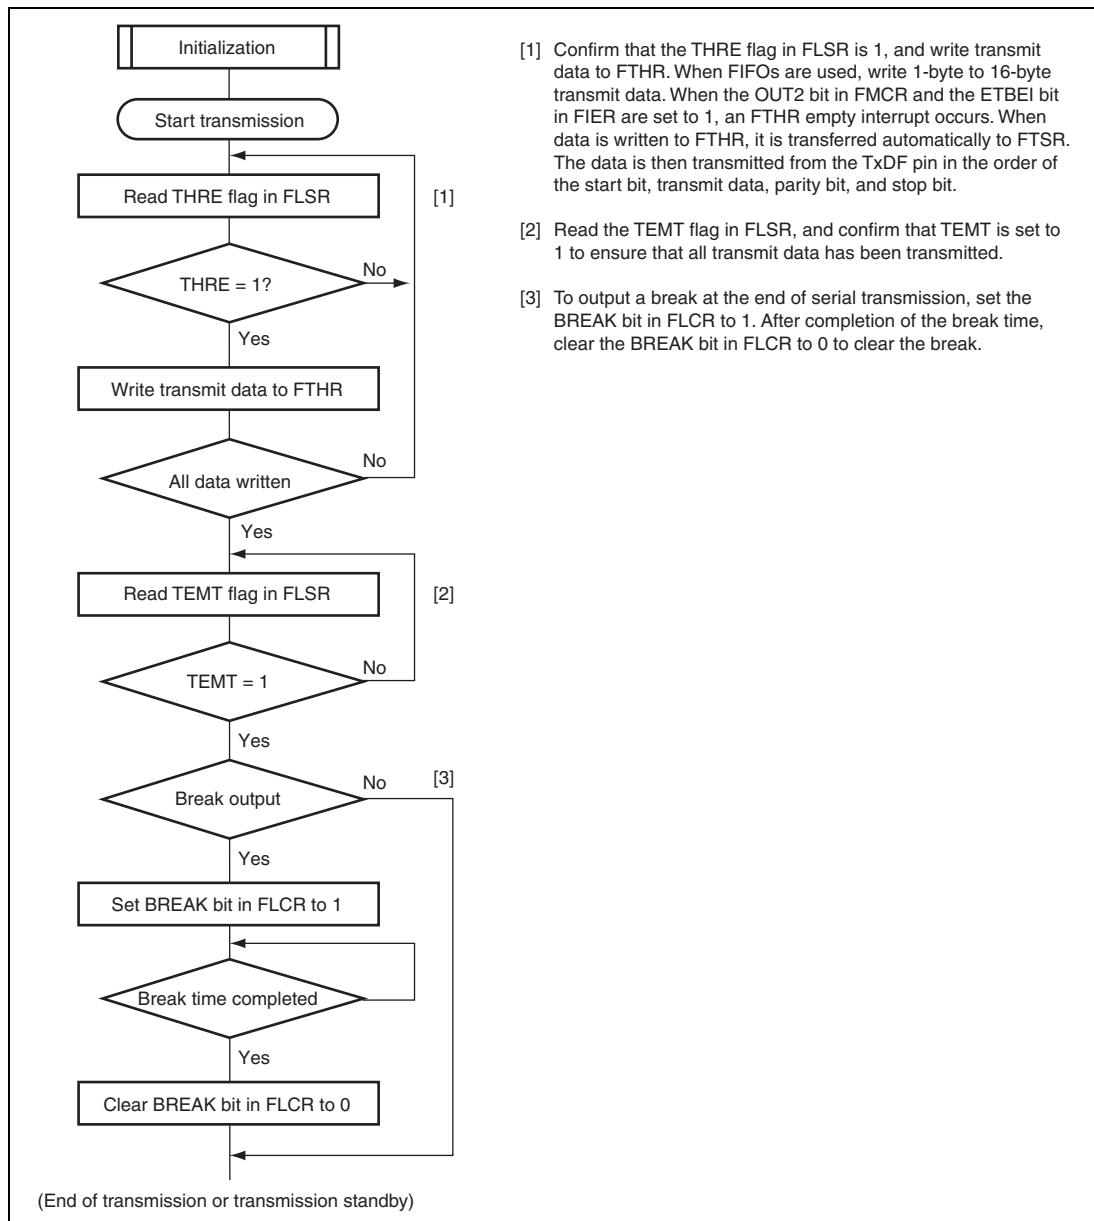 Initialization
Start transmission
Read THRE flag in FLSR
[1]
THRE = 1?
No
Yes
Write transmit data to FTHR
All data written
No
Yes
Read TEMT flag in FLSR
[2]
TEMT = 1
No
Yes
Break output
No
[3]
Yes
Set BREAK bit in FLCR to 1
Break time completed
Yes
Clear BREAK bit in FLCR to 0
(End of transmission or transmission standby)
[1] Confirm that the THRE flag in FLSR is 1, and write transmit
data to FTHR. When FIFOs are used, write 1-byte to 16-byte
transmit data. When the OUT2 bit in FMCR and the ETBEI bit
in FIER are set to 1, an FTHR empty interrupt occurs. When
data is written to FTHR, it is transferred automatically to FTSR.
The data is then transmitted from the TxDF pin in the order of
the start bit, transmit data, parity bit, and stop bit.
[2] Read the TEMT flag in FLSR, and confirm that TEMT is set to
1 to ensure that all transmit data has been transmitted.
[3] To output a break at the end of serial transmission, set the
BREAK bit in FLCR to 1. After completion of the break time,
clear the BREAK bit in FLCR to 0 to clear the break.